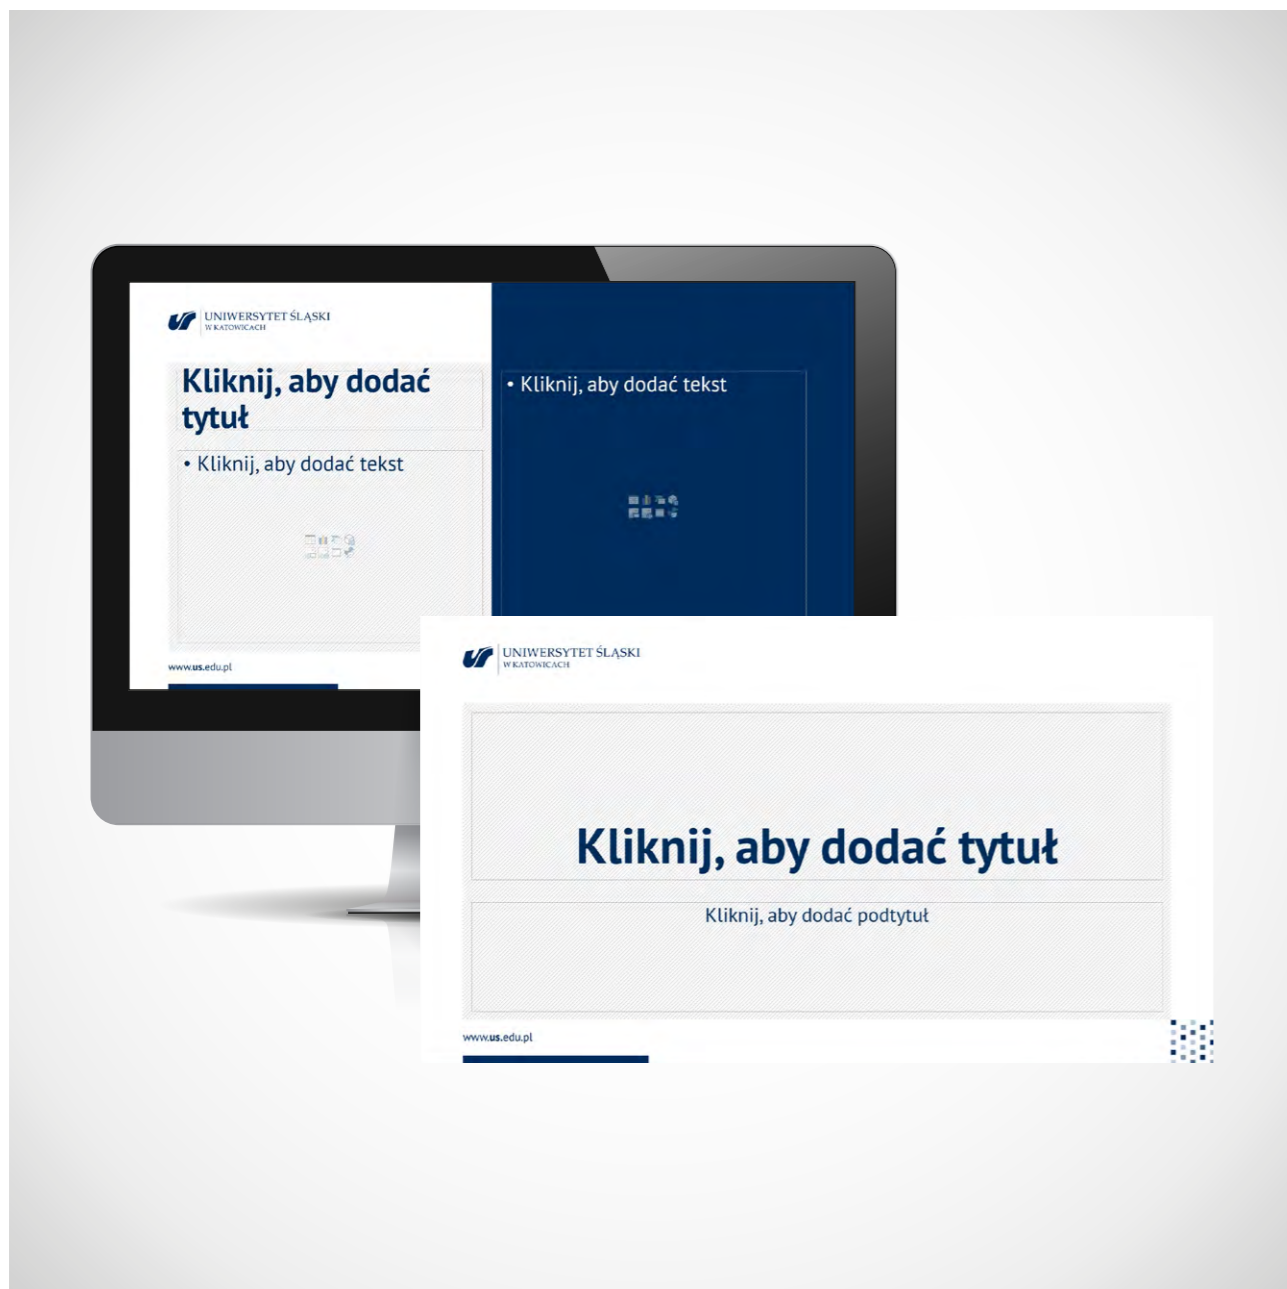 UNIWERSYTET ŚLĄSKI
W KATOWICACH
Kliknij, aby dodać
tytuł
• Kliknij, aby dodać tekst
• Kliknij, aby dodać tekst
www.us.edu.pl
UNIWERSYTET ŚLĄSKI
W KATOWICACH
Kliknij, aby dodać tytuł
Kliknij, aby dodać podtytuł
www.us.edu.pl